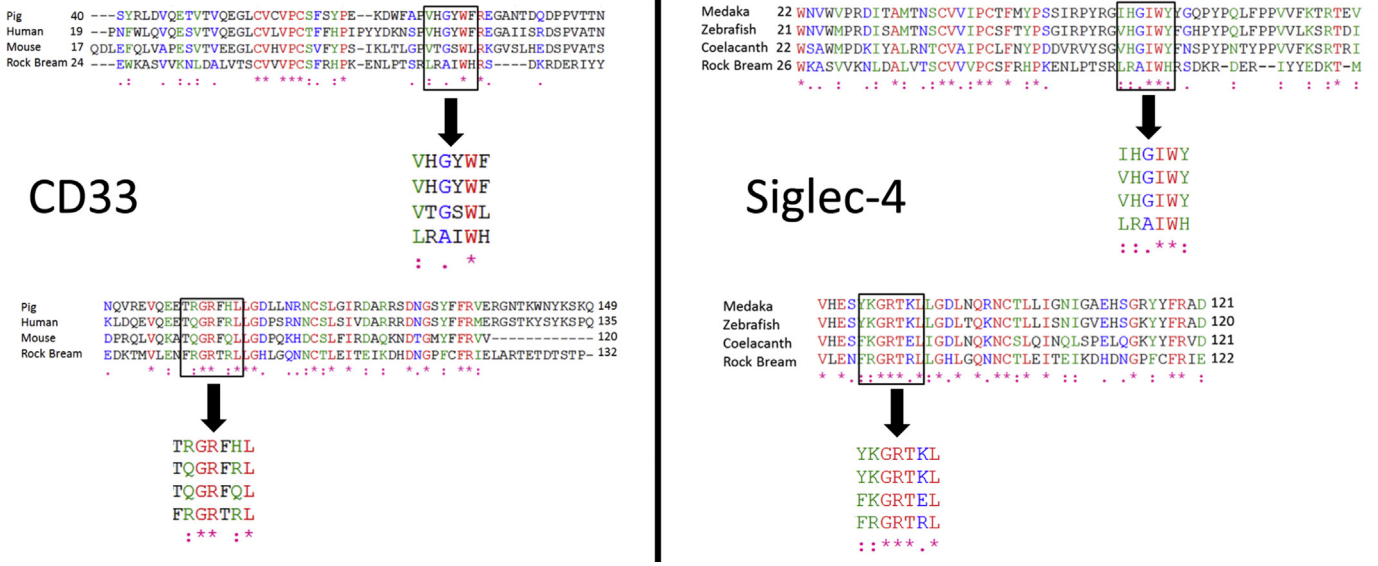 Pig 40 ---SYRLDVQETVTVQEGLCVCVPCSFSYPE--KDWFAPVHGYWFREGANTDQDPPVTTN
Human 19 ---PNFWLQVQESVTVQEGLCVLVPCTFFHPIPYYDKNSPVHGYWFREGAIISRDSPVATN
Mouse 17 QDLEFQLVAPESVTVEEGLCVHVPCSVFYPS-IKLTLGPVTGSWLRKGVSLHEDSPVATS
Rock Bream 24 ---EWKASVVKNLDALVTSCVVVPCSFRHPK-ENLPTSRLRAIWHRS----DKRDERIYY
VHGYWF
VHGYWF
VTGSWL
LRAIWH
: . *
CD33
Pig NQVREVQEETRGRFHLLGDLLNRNCSLGIRDARRSDNGSYFFRVERGNTKWNYKSKQ 149
Human KLDQEVQEETQGRFRLLGDPSRNNCSLSIVDARRRDNGSYFFRMERGSTKYSYKSPQ 135
Mouse DPRQLVQKATQGRFQLLGDPQKHDCSLFIRDAQKNDTGMYFFRVV----------- 120
Rock Bream EDKTMVLENFRGRTRLLGHLGQNNCTLEITEIKDHDNGPFCFRIELARTETDTSTP- 132
TRGRFHL
TQGRFRL
TQGRFQL
FRGRTRL
:** :*
Medaka 22 WNVWVPRDITAMTNSCVVIPCTFMYPSSIRPYRGIHGIWYYGQPYPQLFPPVVFKTRTEV
Zebrafish 21 WNVWMPRDISAMTNSCVVIPCTFMYPSSIRPYRGVHGIWYFGSPYPQLFPPVVLKSRTDI
Coelacanth 22 WSAWMPDKIYALRNTCVAIPCLFNYPDDVRVYSGVHGIWYFNSPYPNTYPPVVFKSRTRI
Rock Bream 26 WKASVVKNLDALVTSCVVVPCSFRHPKENLPTSRLRAIWHRSDKR-DER--IYYEDKT-M
IHGIWY
VHGIWY
VHGIWY
LRAIWH
::.**:
Siglec-4
Medaka VHESYKGRTKLLGDLNQRNCTLLIGNIGAEHSGRYYFRAD 121
Zebrafish VHESYKGRTKLIGDLTQKNCTLLISNIGVEHSGKYYFRAD 120
Coelacanth VHESFKGRTELIGDLHQKNCSLQINQLSPELQGKYYFRVD 121
Rock Bream VLENFRGRTRLLGHLGQNNCTLEITEIKDHDNGPFCFRIE 122
YKGRTKL
YKGRTKL
FKGRTEL
FRGRTRL
::***.*